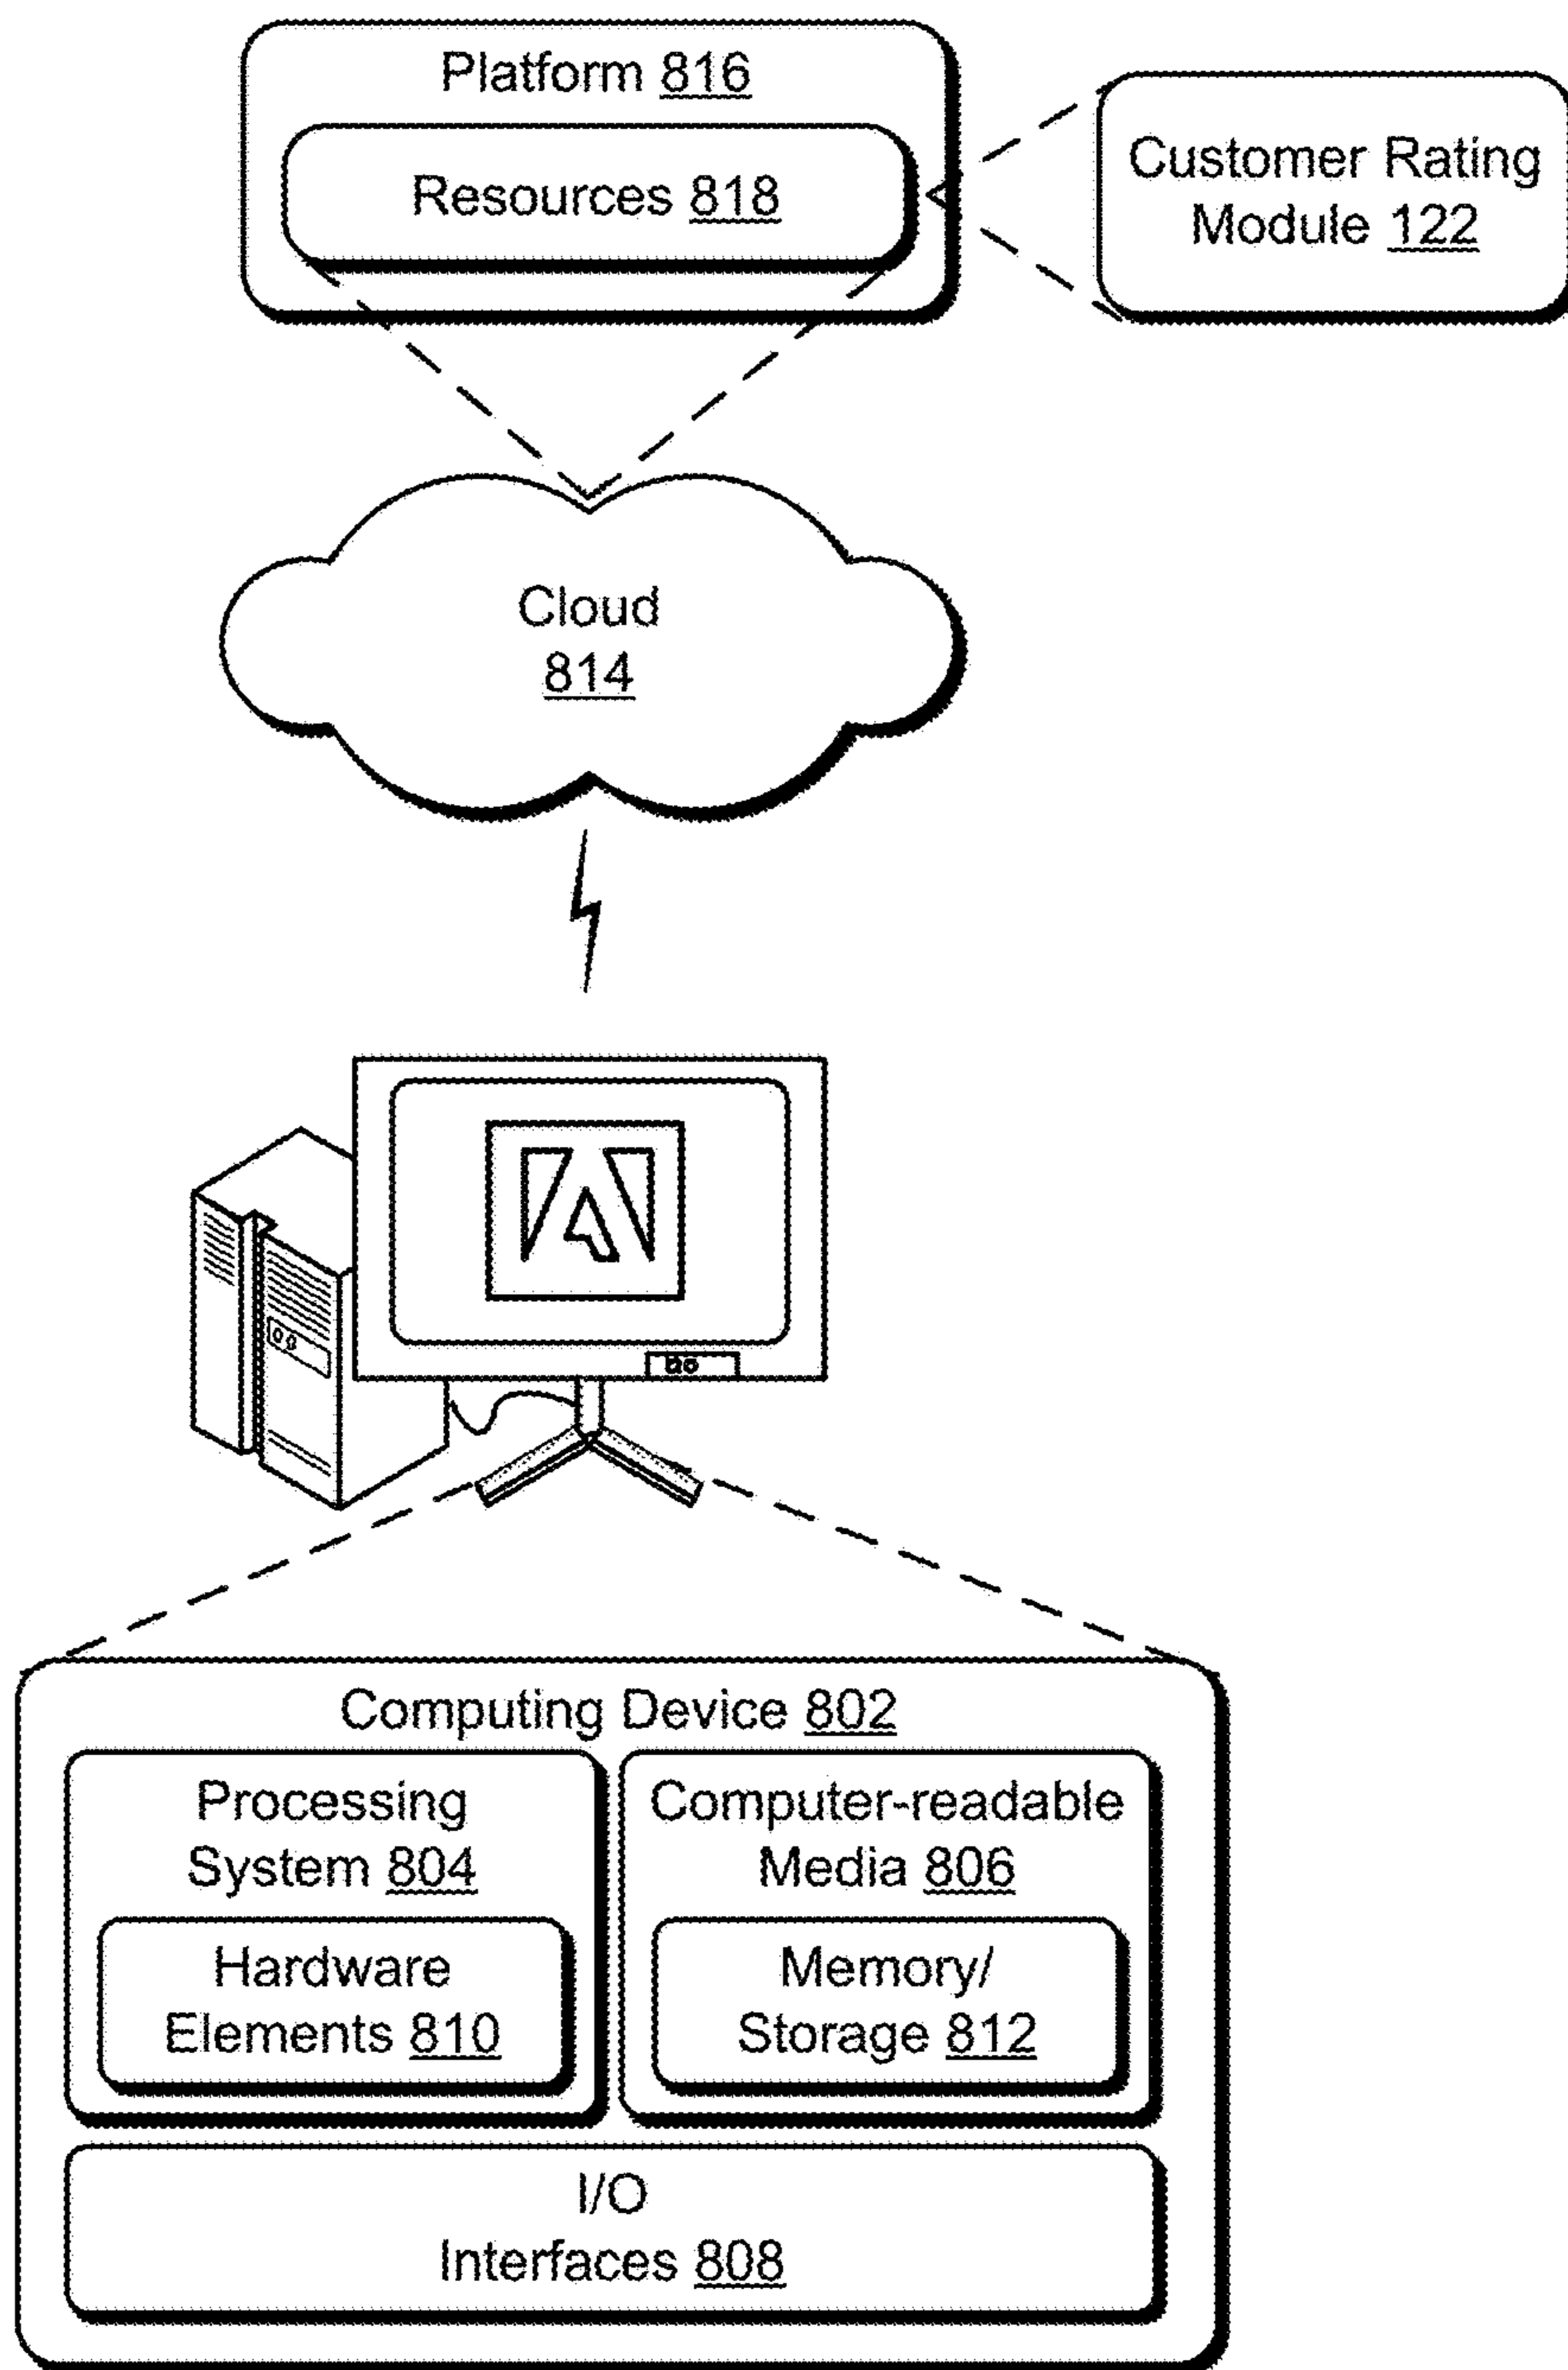 Platform 816
Resources 818
Customer Rating
Module 122
Cloud
814
Computing Device 802
Processing
System 804
Hardware
Elements 810
Computer-readable
Media 806
Memory/
Storage 812
I/O
Interfaces 808